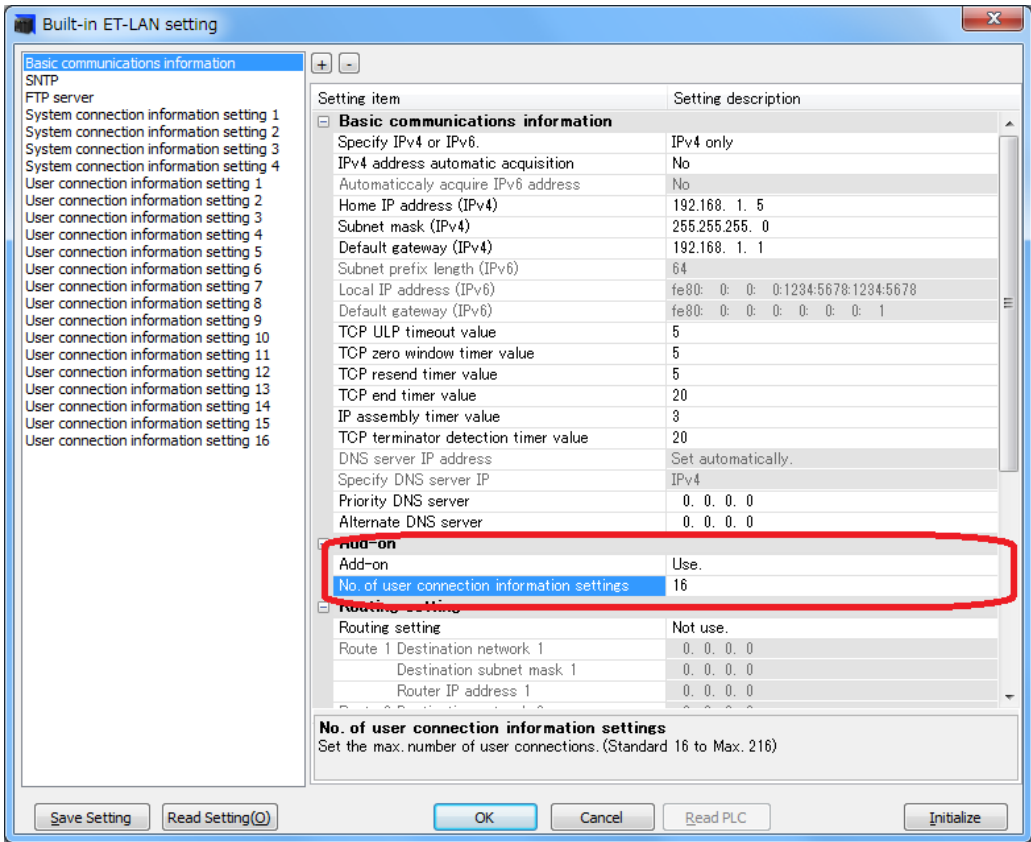 Built-in ET-LAN setting
Basic communications information
SNTP
FTP server
System connection information setting 1
System connection information setting 2
System connection information setting 3
System connection information setting 4
User connection information setting 1
User connection information setting 2
User connection information setting 3
User connection information setting 4
User connection information setting 5
User connection information setting 6
User connection information setting 7
User connection information setting 8
User connection information setting 9
User connection information setting 10
User connection information setting 11
User connection information setting 12
User connection information setting 13
User connection information setting 14
User connection information setting 15
User connection information setting 16
+ -
Setting item Setting description
Basic communications information
Specify IPv4 or IPv6. IPv4 only
IPv4 address automatic acquisition No
Automaticcaly acquire IPv6 address No
Home IP address (IPv4) 192.168. 1. 5
Subnet mask (IPv4) 255.255.255. 0
Default gateway (IPv4) 192.168. 1. 1
Subnet prefix length (IPv6) 64
Local IP address (IPv6) fe80: 0: 0: 0:1234:5678:1234:5678
Default gateway (IPv6) fe80: 0: 0: 0: 0: 0: 0: 1
TCP ULP timeout value 5
TCP zero window timer value 5
TCP resend timer value 5
TCP end timer value 20
IP assembly timer value 3
TCP terminator detection timer value 20
DNS server IP address Set automatically.
Specify DNS server IP IPv4
Priority DNS server 0. 0. 0. 0
Alternate DNS server 0. 0. 0. 0
Add-on
Add-on Use.
No. of user connection information settings 16
Routing setting
Routing setting Not use.
Route 1 Destination network 1 0. 0. 0. 0
Destination subnet mask 1 0. 0. 0. 0
Router IP address 1 0. 0. 0. 0
No. of user connection information settings
Set the max. number of user connections. (Standard 16 to Max. 216)
Save Setting Read Setting(O) OK Cancel Read PLC Initialize